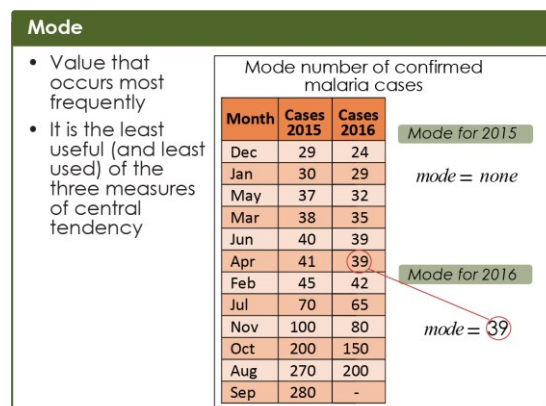 Mode
• Value that
occurs most
frequently
• It is the least
useful (and least
used) of the
three measures
of central
tendency
Mode number of confirmed
malaria cases
Month Cases 2015 Cases 2016
Dec 29 24
Jan 30 29
May 37 32
Mar 38 35
Jun 40 39
Apr 41 39
Feb 45 42
Jul 70 65
Nov 100 80
Oct 200 150
Aug 270 200
Sep 280 -
Mode for 2015
mode = none
Mode for 2016
mode = 39